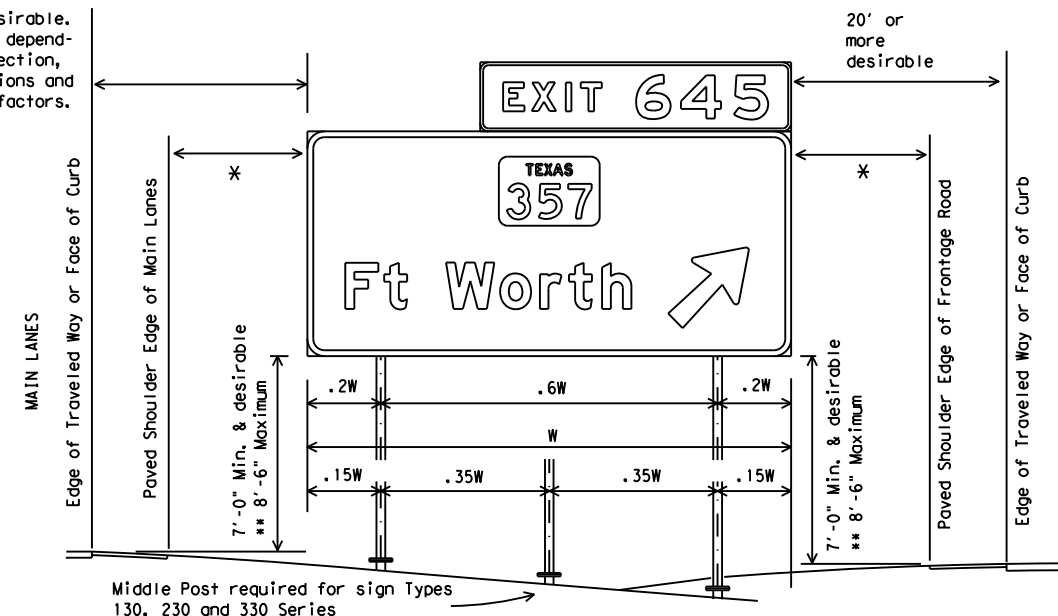 sirable.
depend-
ection,
ions and
factors.
20' or
more
desirable
EXIT 645
*
*
TEXAS
357
Ft Worth
MAIN LANES
Edge of Traveled Way or Face of Curb
Paved Shoulder Edge of Main Lanes
7'-0" Min. & desirable
** 8'-6" Maximum
.2W
.6W
.2W
W
.15W
.35W
.35W
.15W
7'-0" Min. & desirable
** 8'-6" Maximum
Paved Shoulder Edge of Frontage Road
Edge of Traveled Way or Face of Curb
Middle Post required for sign Types
130, 230 and 330 Series